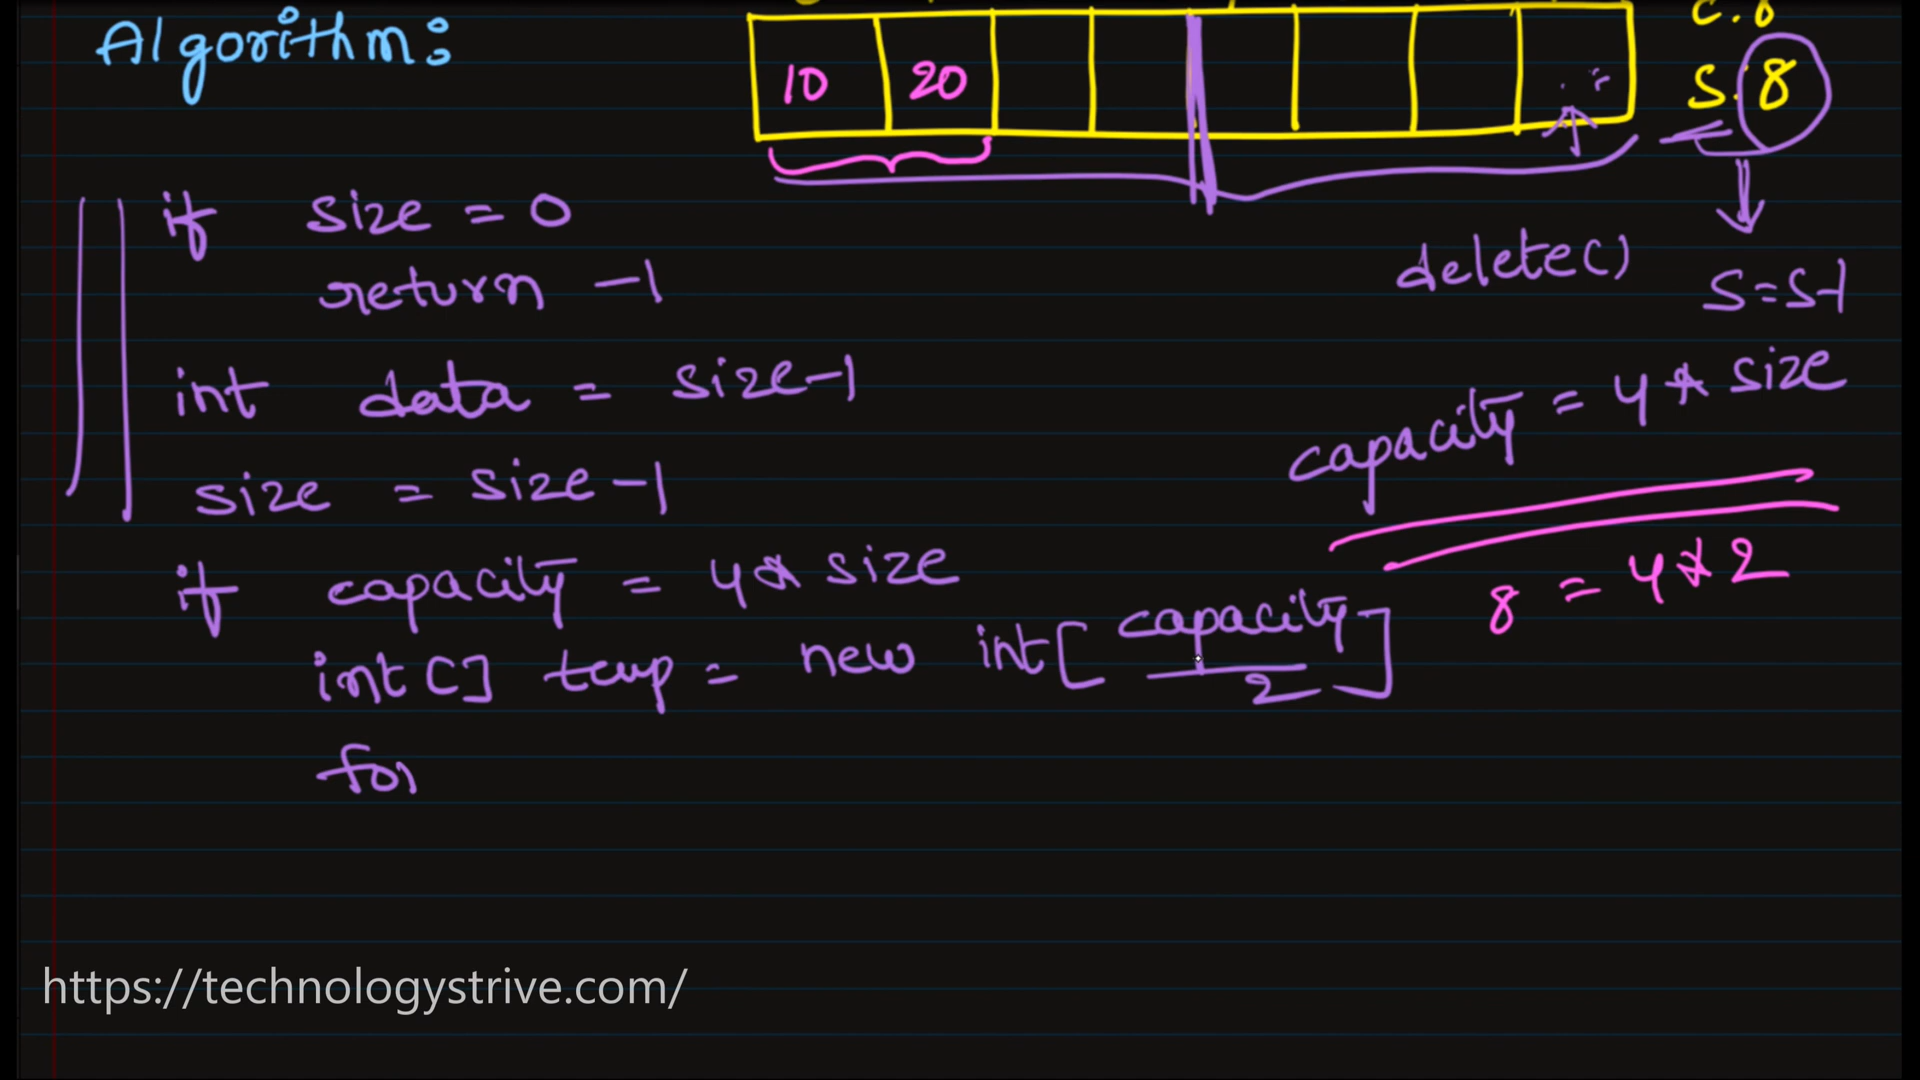 Algorithm:
10 20
S: 8
if size = 0
return -1
delete()
S=S-1
int data = size-1
capacity = 4 * size
size = size-1
8 = 4*2
if capacity = 4 * size
int[] temp = new int[capacity/2]
for
https://technologystrive.com/